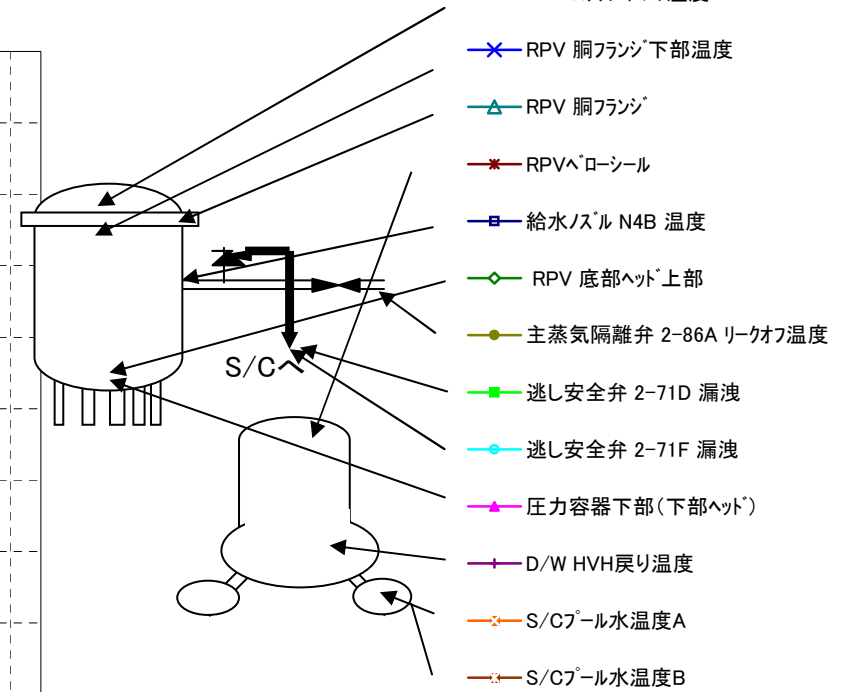 温度
RPV 胴フランジ下部温度
RPV 胴フランジ
RPVベローシール
給水ノズル N4B 温度
RPV 底部ヘッド上部
主蒸気隔離弁 2-86A リークオフ温度
S/Cへ
逃し安全弁 2-71D 漏洩
逃し安全弁 2-71F 漏洩
圧力容器下部(下部ヘッド)
D/W HVH戻り温度
S/Cプール水温度A
S/Cプール水温度B